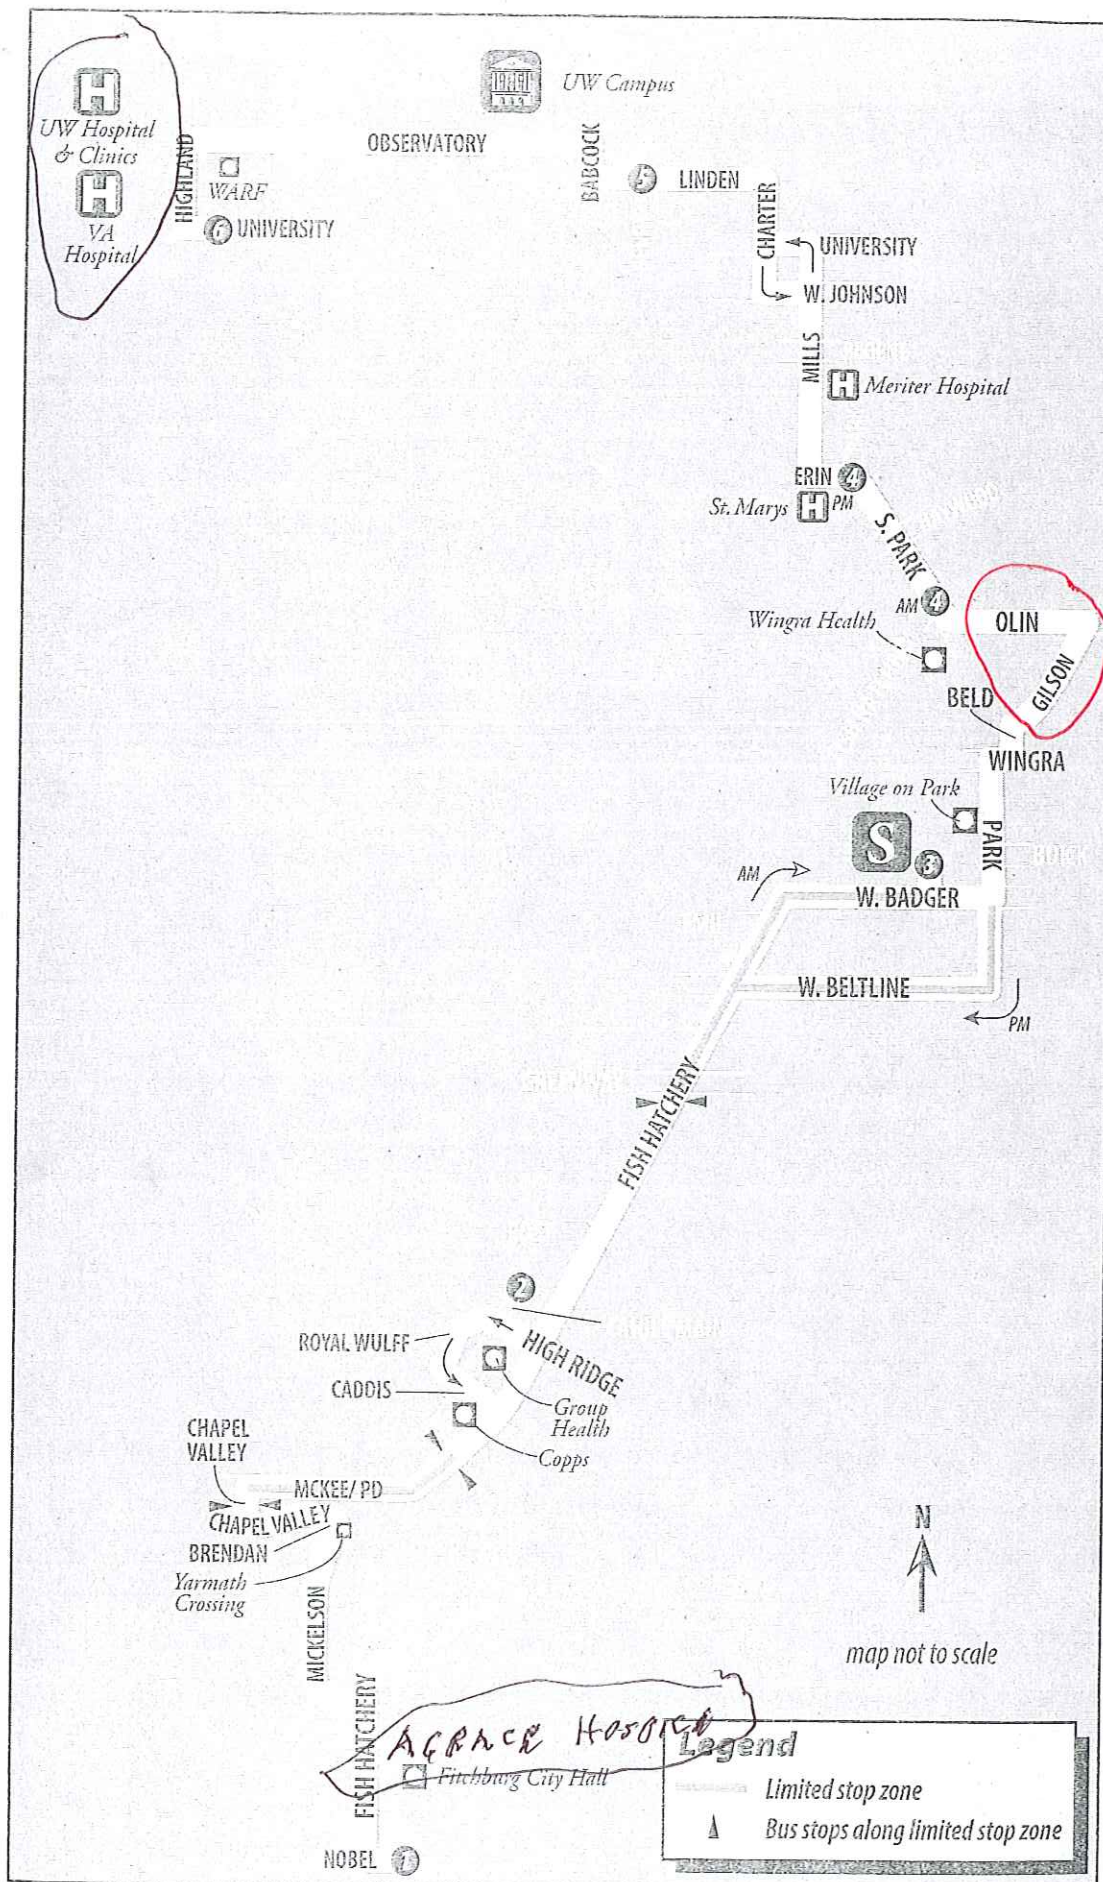 H
UW Hospital
& Clinics
H
VA
Hospital
HIGHLAND
WARF
6 UNIVERSITY
OBSERVATORY
UW Campus
BABCOCK
5 LINDEN
CHARTER
UNIVERSITY
W. JOHNSON
MILLS
H Meriter Hospital
ERIN 4
St. Marys H PM
S. PARK
AM 4
Wingra Health
OLIN
GILSON
BELD
WINGRA
Village on Park
PARK
S 3
AM
W. BADGER
W. BELTLINE
PM
FISH HATCHERY
2
ROYAL WULFF
HIGH RIDGE
CADDIS
Group
Health
Copps
CHAPEL
VALLEY
MCKEE/ PD
CHAPEL VALLEY
BRENDAN
Yarmath
Crossing
MICKELSON
N
map not to scale
FISH HATCHERY
AGRACE HOSPICE
Fitchburg City Hall
NOBEL 1
Legend
Limited stop zone
Bus stops along limited stop zone